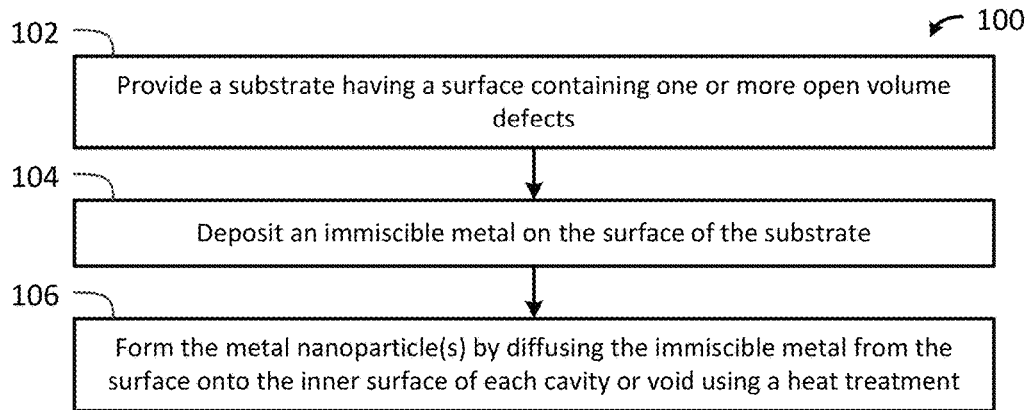 100
102
Provide a substrate having a surface containing one or more open volume
defects
104
Deposit an immiscible metal on the surface of the substrate
106
Form the metal nanoparticle(s) by diffusing the immiscible metal from the
surface onto the inner surface of each cavity or void using a heat treatment